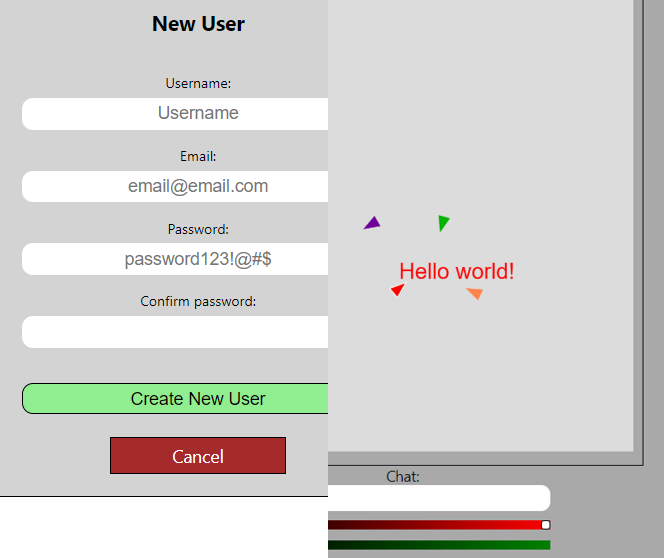 New User
Username:
Username
Email:
email@email.com
Password:
password123!@#$
Confirm password:
Create New User
Cancel
Hello world!
Chat: